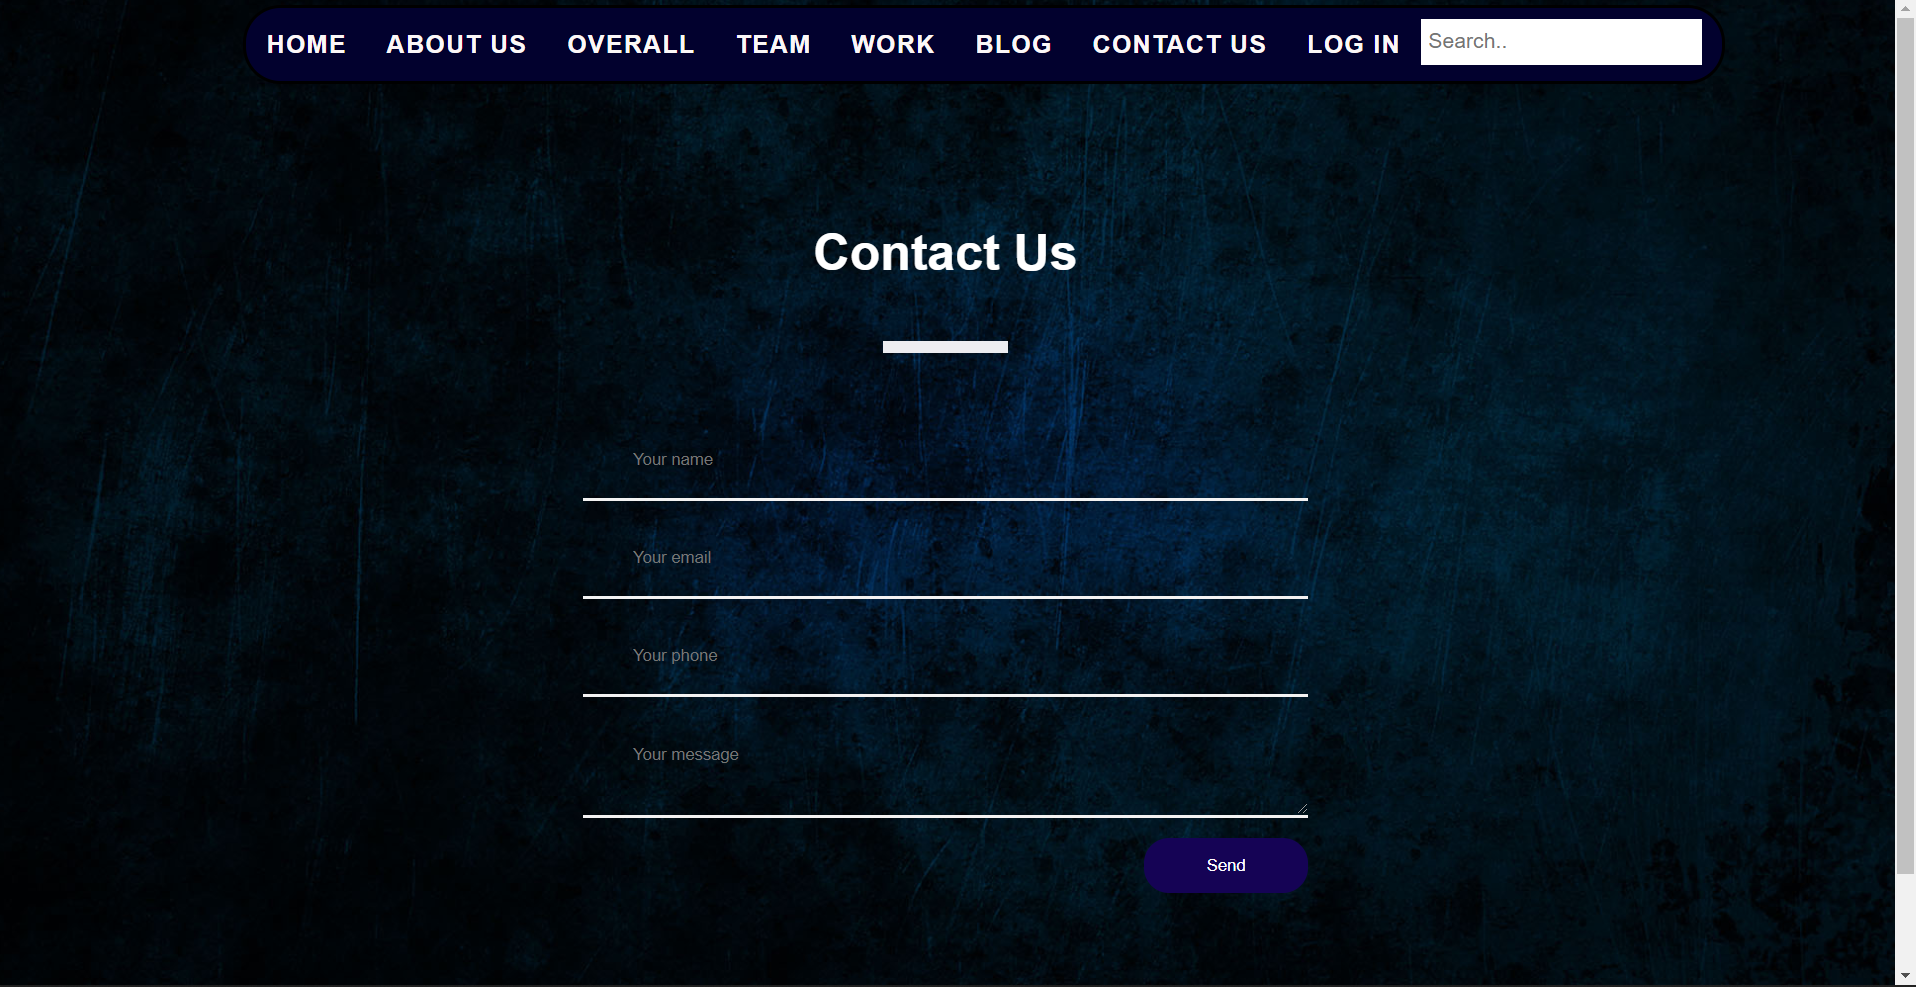 HOME ABOUT US OVERALL TEAM WORK BLOG CONTACT US LOG IN Search..
Contact Us
Your name
Your email
Your phone
Your message
Send